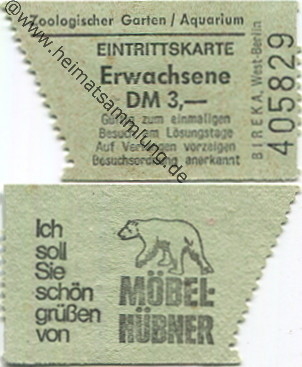 Zoologischer Garten / Aquarium
EINTRITTSKARTE
Erwachsene
DM 3,—
Gültig zum einmaligen
Besuch am Lösungstage
Auf Verlangen vorzeigen
Besuchsordnung anerkannt
BIREKA, West-Berlin
405829
Ich
soll
Sie
schön
grüßen
von
MÖBEL-
HÜBNER
©www.heimatsammlung.de